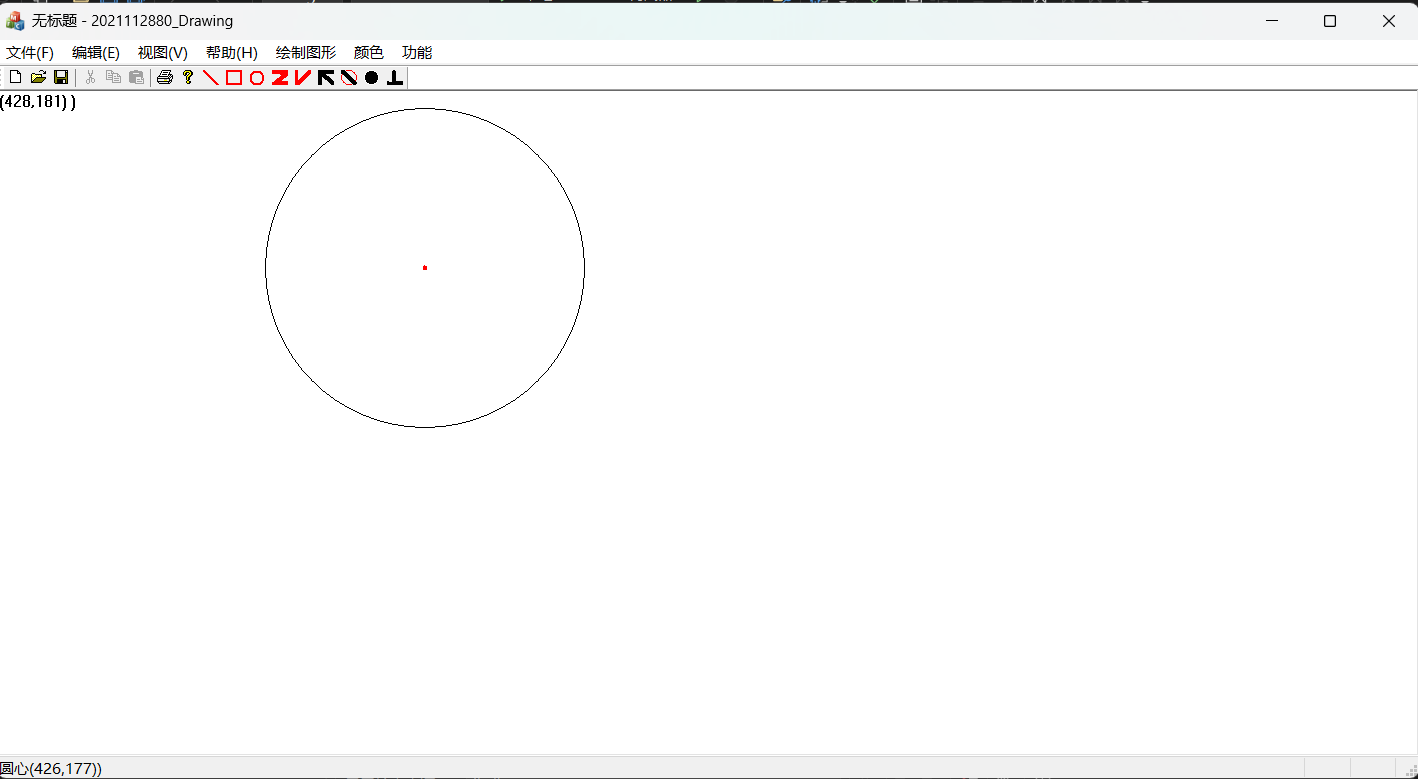 无标题 - 2021112880_Drawing
文件(F) 编辑(E) 视图(V) 帮助(H) 绘制图形 颜色 功能
(428,181) )
圆心(426,177))